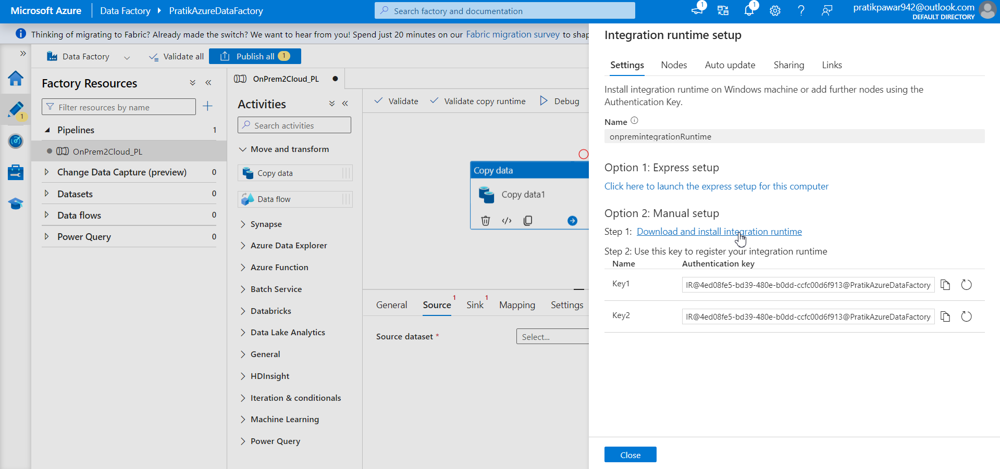 Microsoft Azure
Data Factory
PratikAzureDataFactory
Search factory and documentation
1
1
pratikpawar942@outlook.com
DEFAULT DIRECTORY
Thinking of migrating to Fabric? Already made the switch? We want to hear from you! Spend just 20 minutes on our Fabric migration survey to shap
Data Factory
Validate all
Publish all
1
1
Factory Resources
Filter resources by name
Pipelines
1
OnPrem2Cloud_PL
Change Data Capture (preview)
0
Datasets
0
Data flows
0
Power Query
0
OnPrem2Cloud_PL
Activities
Search activities
Move and transform
Copy data
Data flow
Synapse
Azure Data Explorer
Azure Function
Batch Service
Databricks
Data Lake Analytics
General
HDInsight
Iteration & conditionals
Machine Learning
Power Query
Validate
Validate copy runtime
Debug
Copy data
Copy data1
General
Source
1
Sink
1
Mapping
Settings
Source dataset *
Select...
Integration runtime setup
Settings
Nodes
Auto update
Sharing
Links
Install integration runtime on Windows machine or add further nodes using the
Authentication Key.
Name
onpremintegrationRuntime
Option 1: Express setup
Click here to launch the express setup for this computer
Option 2: Manual setup
Step 1: Download and install integration runtime
Step 2: Use this key to register your integration runtime
Name
Authentication key
Key1
IR@4ed08fe5-bd39-480e-b0dd-ccfc00d6f913@PratikAzureDataFactory
Key2
IR@4ed08fe5-bd39-480e-b0dd-ccfc00d6f913@PratikAzureDataFactory
Close